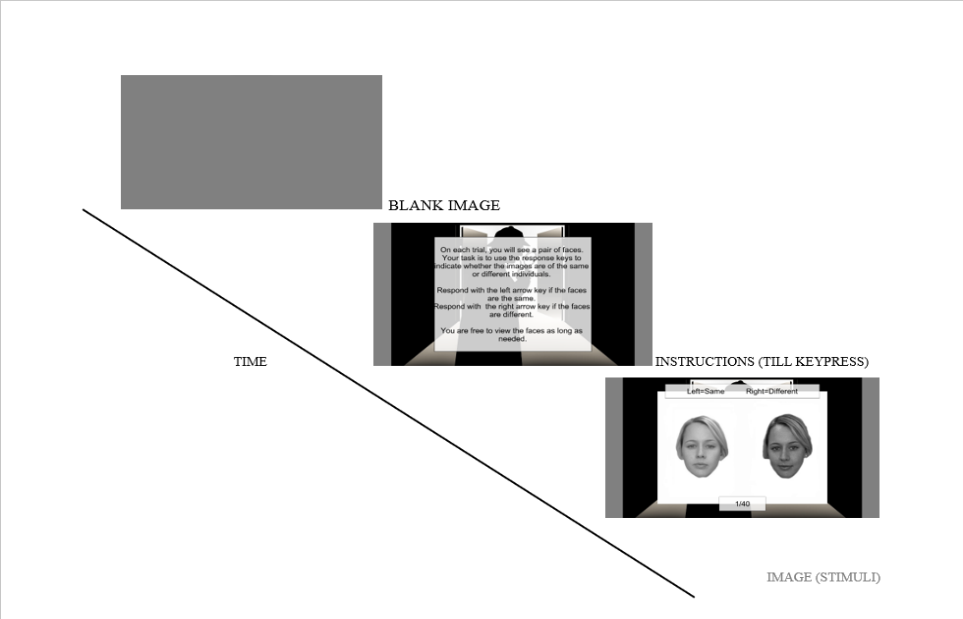 BLANK IMAGE
On each trial, you will see a pair of faces.
Your task is to use the response keys to
indicate whether the images are of the same
or different individuals.
Respond with the left arrow key if the faces
are the same.
Respond with the right arrow key if the faces
are different.
You are free to view the faces as long as
needed.
TIME
INSTRUCTIONS (TILL KEYPRESS)
Left=Same Right=Different
1/40
IMAGE (STIMULI)